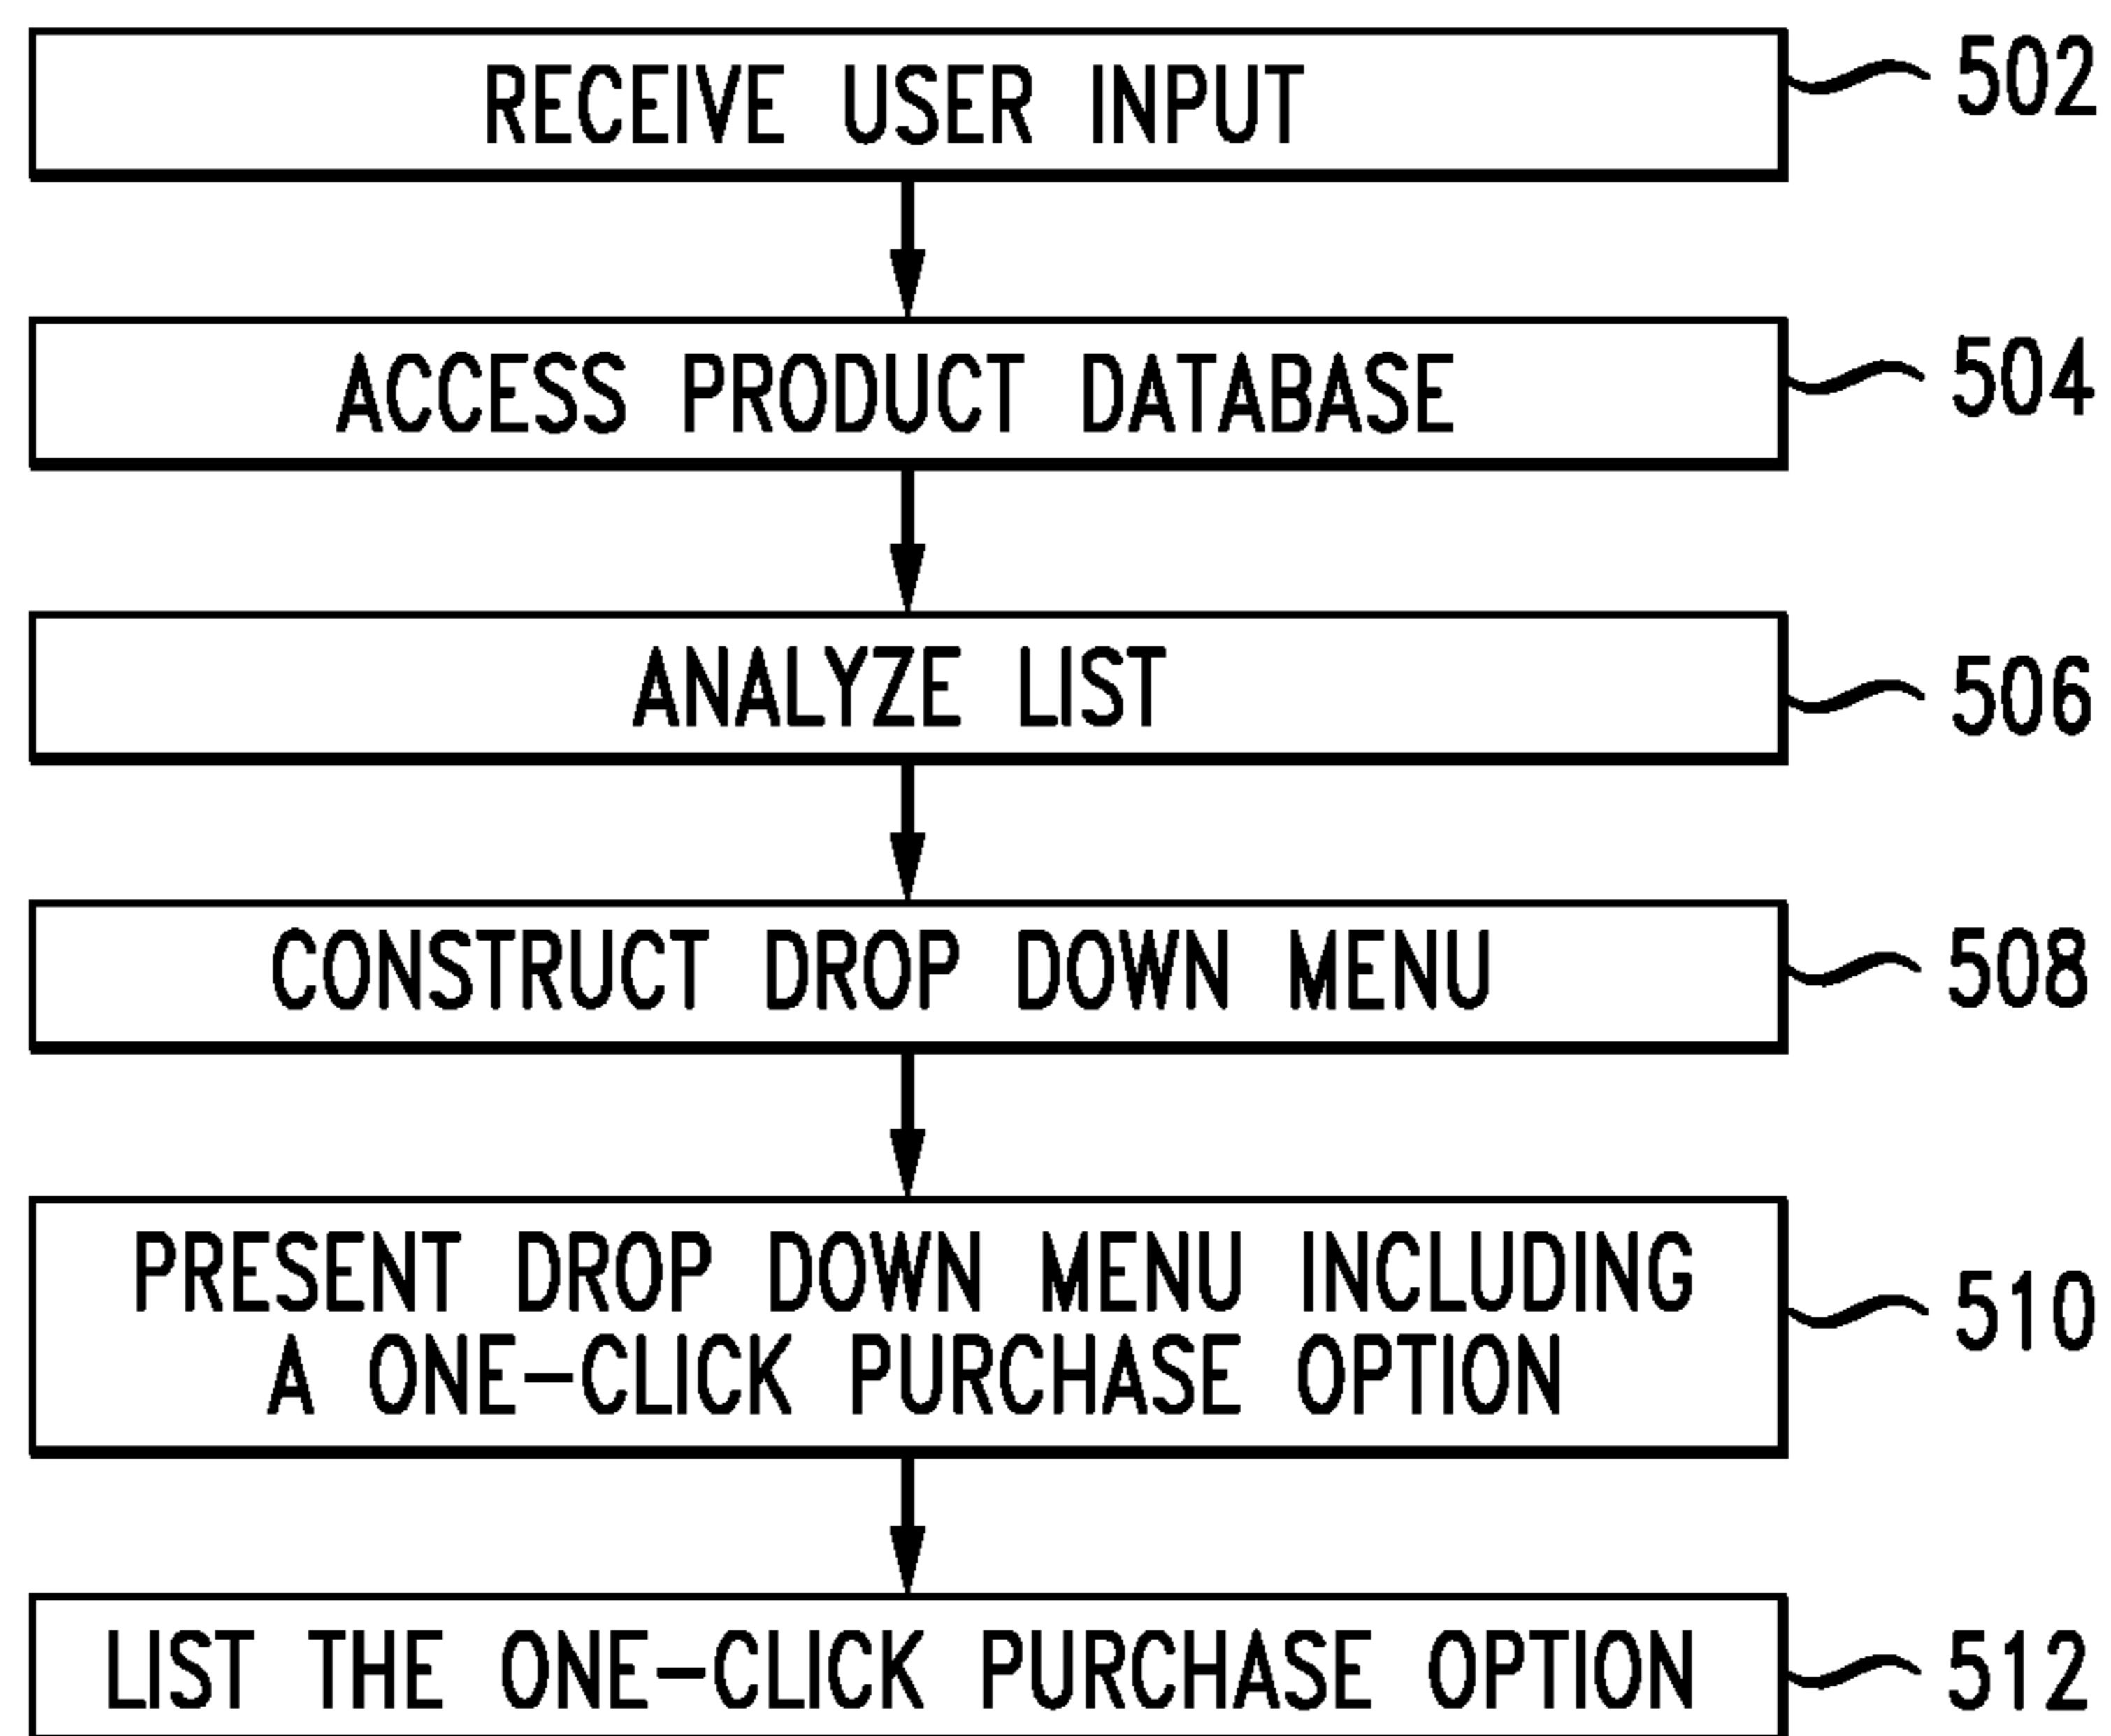 RECEIVE USER INPUT
502
ACCESS PRODUCT DATABASE
504
ANALYZE LIST
506
CONSTRUCT DROP DOWN MENU
508
PRESENT DROP DOWN MENU INCLUDING
A ONE-CLICK PURCHASE OPTION
510
LIST THE ONE-CLICK PURCHASE OPTION
512